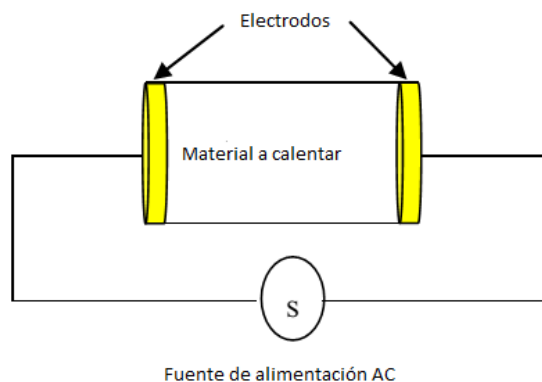 Electrodos
Material a calentar
S
Fuente de alimentación AC